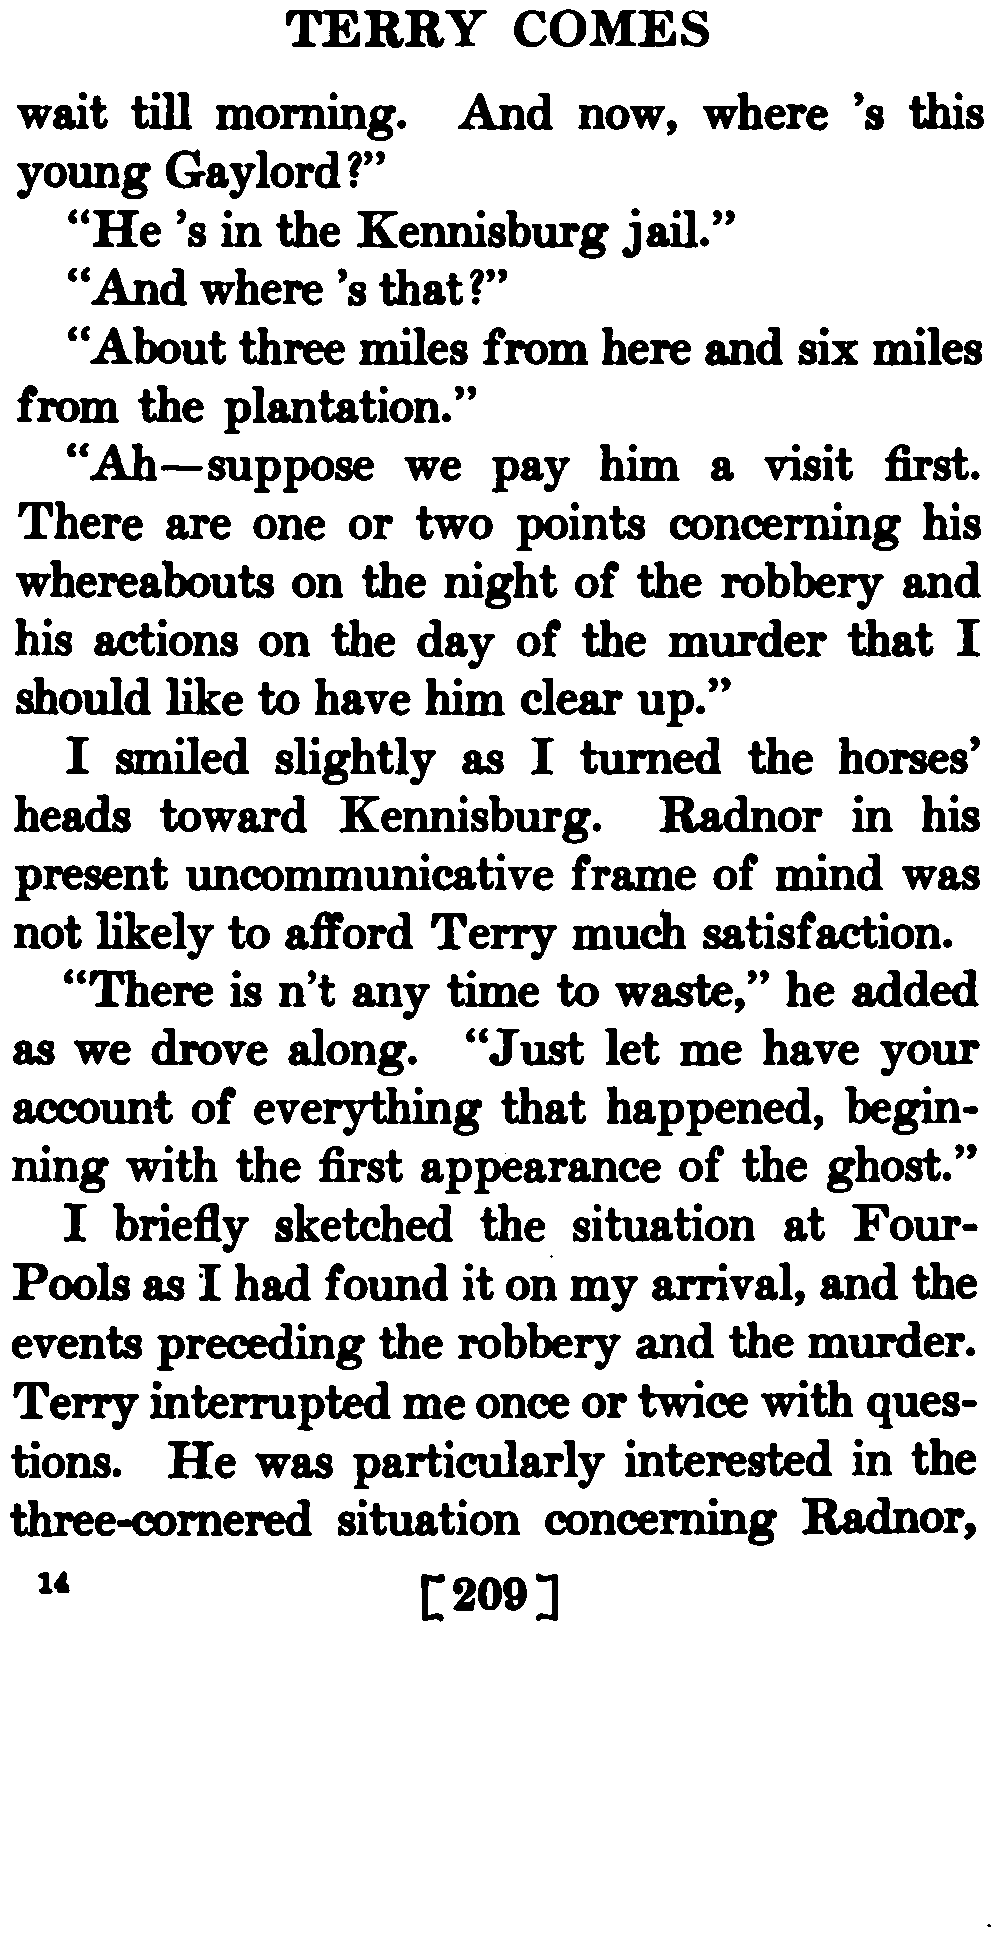 TERRY COMES
wait till morning. And now, where 's this
young Gaylord?”
“He 's in the Kennisburg jail.”
“And where 's that?”
“About three miles from here and six miles
from the plantation.”
“Ah—suppose we pay him a visit first.
There are one or two points concerning his
whereabouts on the night of the robbery and
his actions on the day of the murder that I
should like to have him clear up.”
I smiled slightly as I turned the horses’
heads toward Kennisburg. Radnor in his
present uncommunicative frame of mind was
not likely to afford Terry much satisfaction.
“There is n't any time to waste,” he added
as we drove along. “Just let me have your
account of everything that happened, begin-
ning with the first appearance of the ghost.”
I briefly sketched the situation at Four-
Pools as I had found it on my arrival, and the
events preceding the robbery and the murder.
Terry interrupted me once or twice with ques-
tions. He was particularly interested in the
three-cornered situation concerning Radnor,
14 [209]